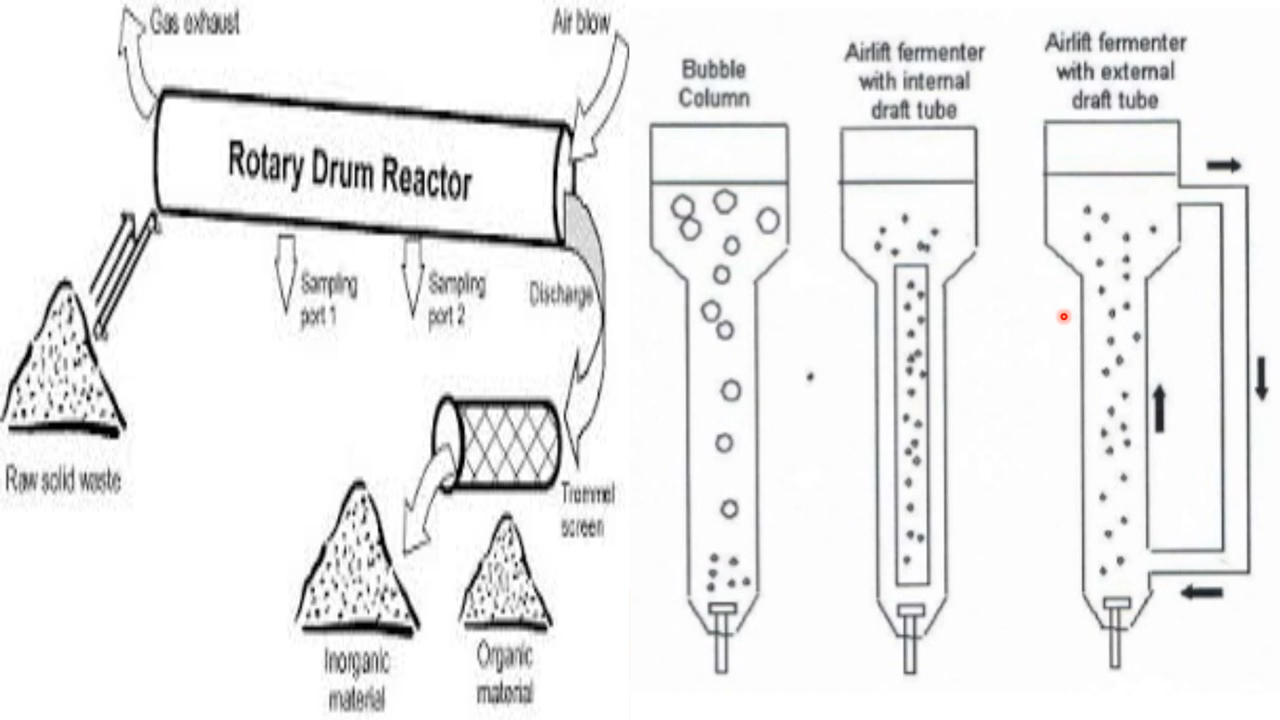 Gas exhaust
Air blow
Rotary Drum Reactor
Sampling
port 1
Sampling
port 2
Discharge
Raw solid waste
Trommel
screen
Inorganic
material
Organic
material
Bubble
Column
Airlift fermenter
with internal
draft tube
Airlift fermenter
with external
draft tube